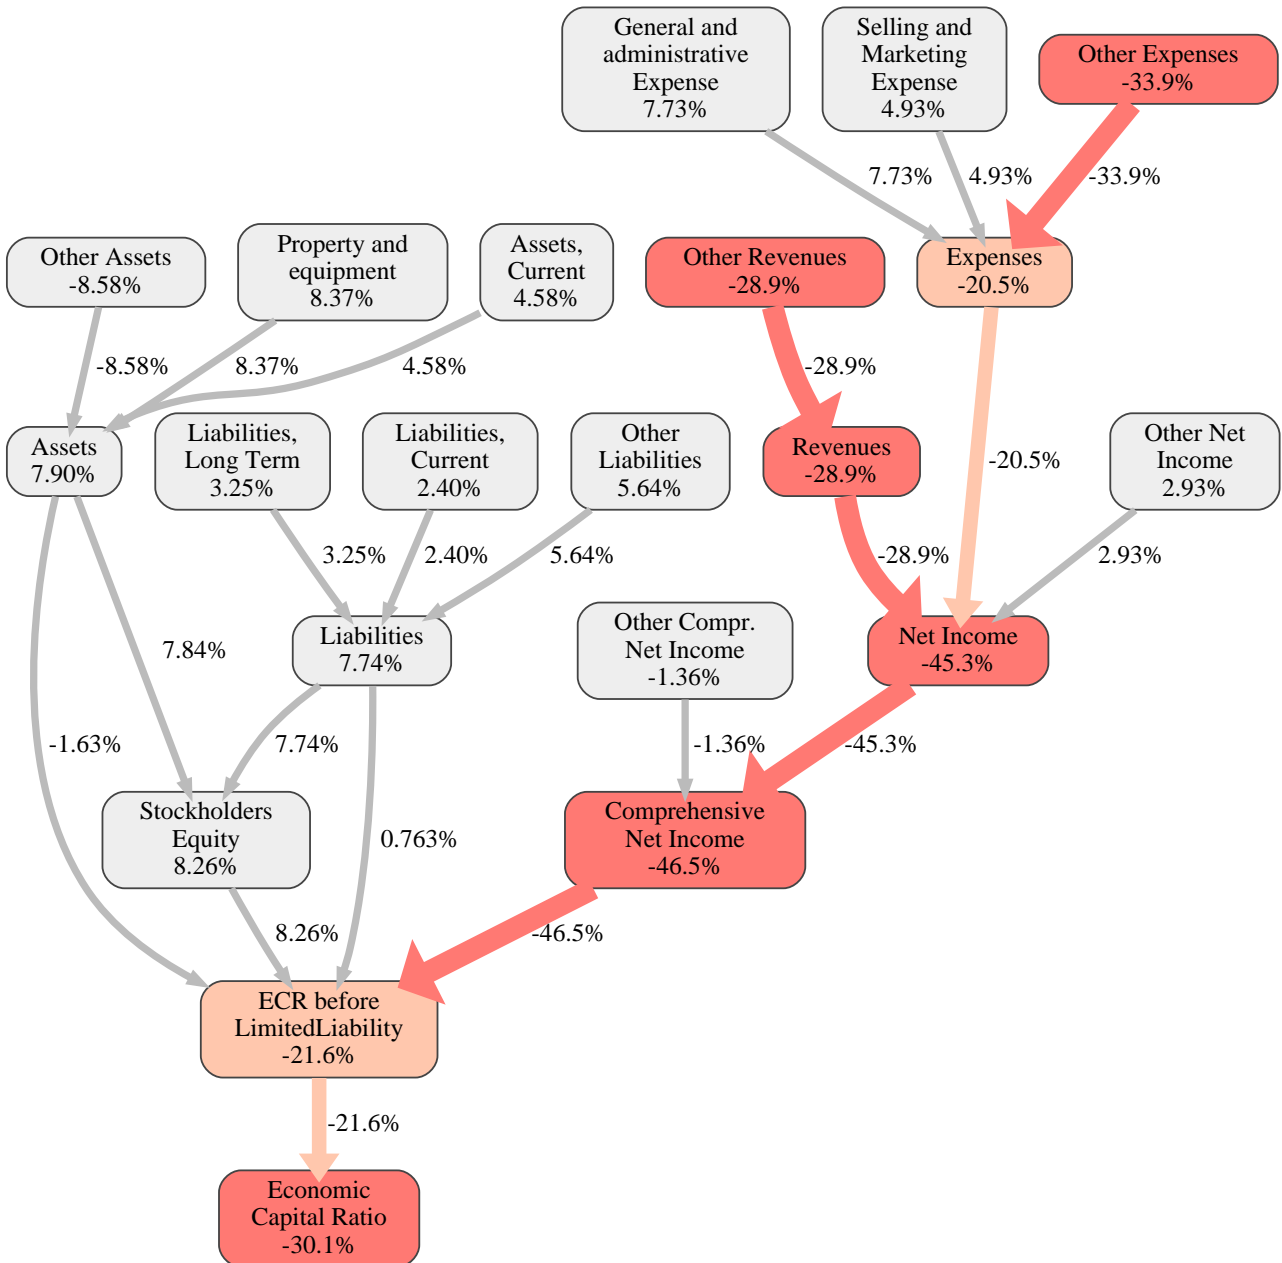 General and
administrative
Expense
7.73%
Selling and
Marketing
Expense
4.93%
Other Expenses
-33.9%
7.73%
4.93%
-33.9%
Other Assets
-8.58%
Property and
equipment
8.37%
Assets,
Current
4.58%
Other Revenues
-28.9%
Expenses
-20.5%
-8.58%
8.37%
4.58%
-28.9%
Assets
7.90%
Liabilities,
Long Term
3.25%
Liabilities,
Current
2.40%
Other
Liabilities
5.64%
Revenues
-28.9%
-20.5%
Other Net
Income
2.93%
3.25%
2.40%
5.64%
-28.9%
2.93%
7.84%
Liabilities
7.74%
Other Compr.
Net Income
-1.36%
Net Income
-45.3%
-1.63%
7.74%
-1.36%
-45.3%
Stockholders
Equity
8.26%
0.763%
Comprehensive
Net Income
-46.5%
8.26%
-46.5%
ECR before
LimitedLiability
-21.6%
-21.6%
Economic
Capital Ratio
-30.1%